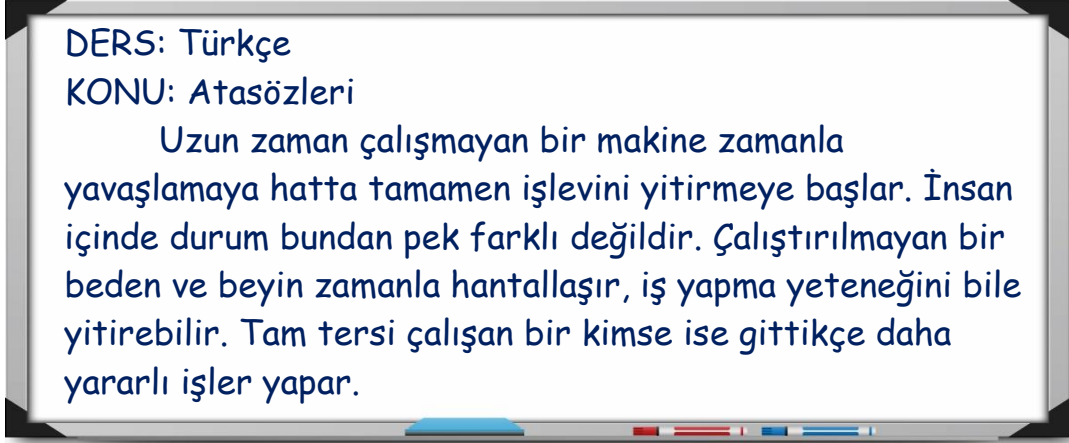 DERS: Türkçe
KONU: Atasözleri
Uzun zaman çalışmayan bir makine zamanla
yavaşlamaya hatta tamamen işlevini yitirmeye başlar. İnsan
içinde durum bundan pek farklı değildir. Çalıştırılmayan bir
beden ve beyin zamanla hantallaşır, iş yapma yeteneğini bile
yitirebilir. Tam tersi çalışan bir kimse ise gittikçe daha
yararlı işler yapar.